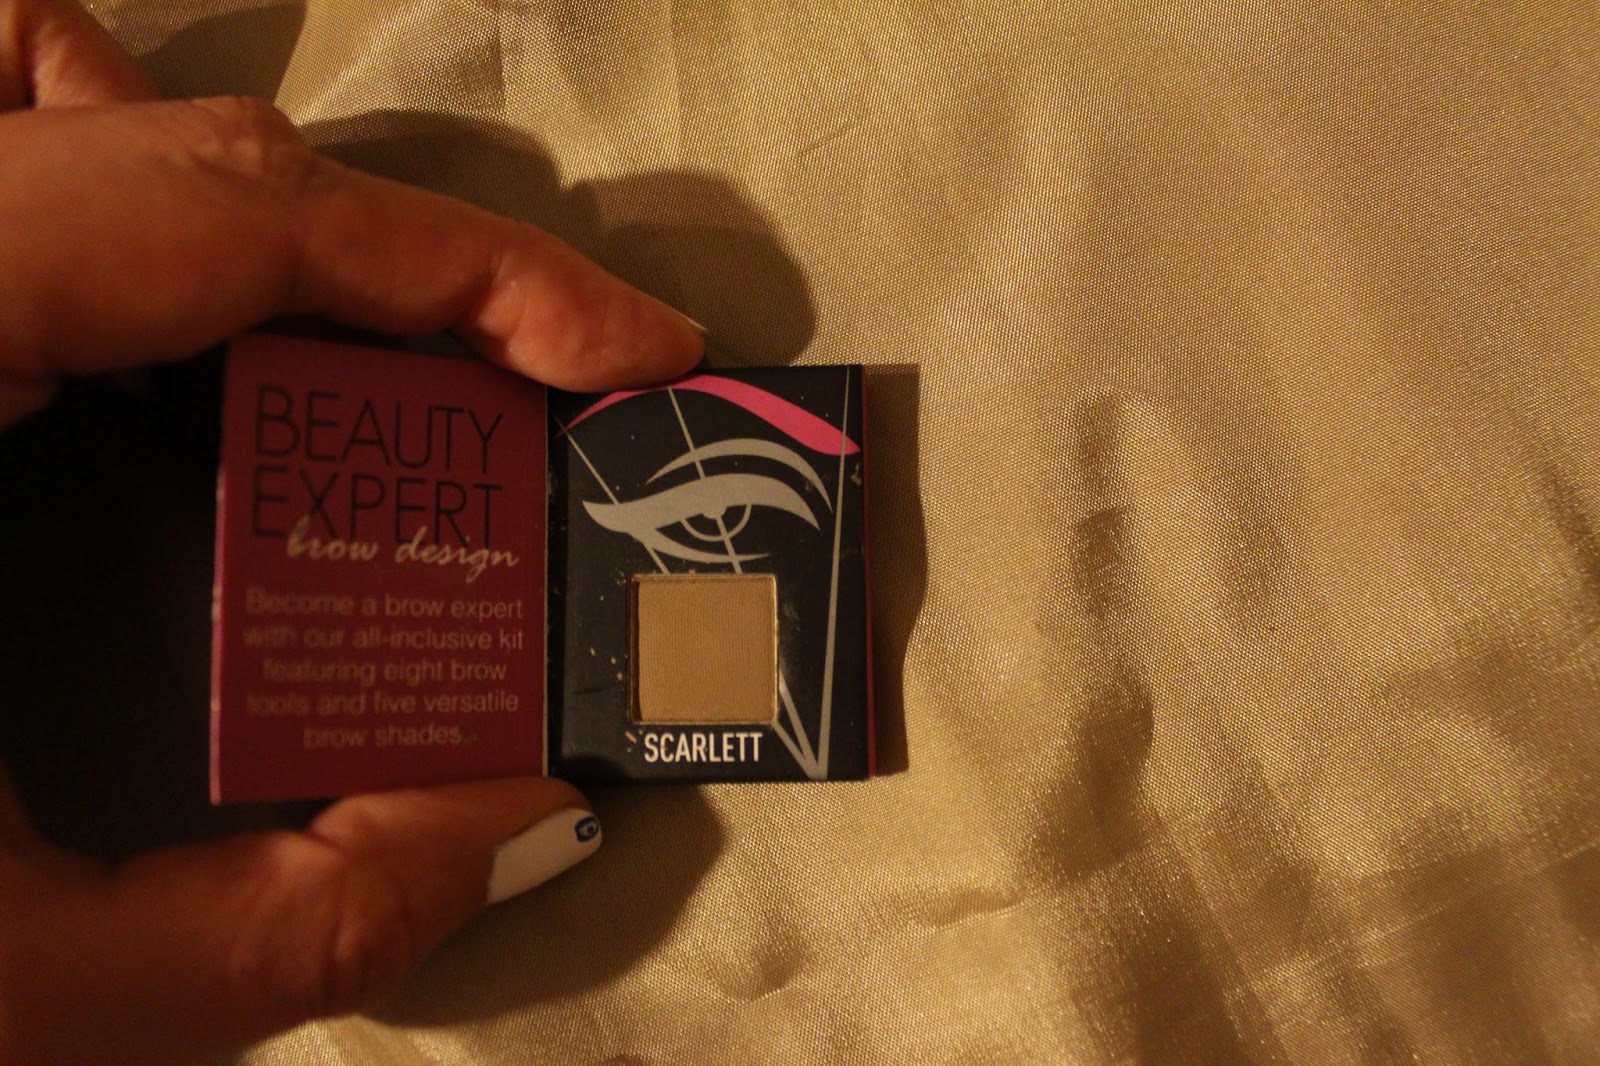 BEAUTY
EXPERT
brow design
Become a brow expert
with our all-inclusive kit
featuring eight brow
tools and five versatile
brow shades.
SCARLETT